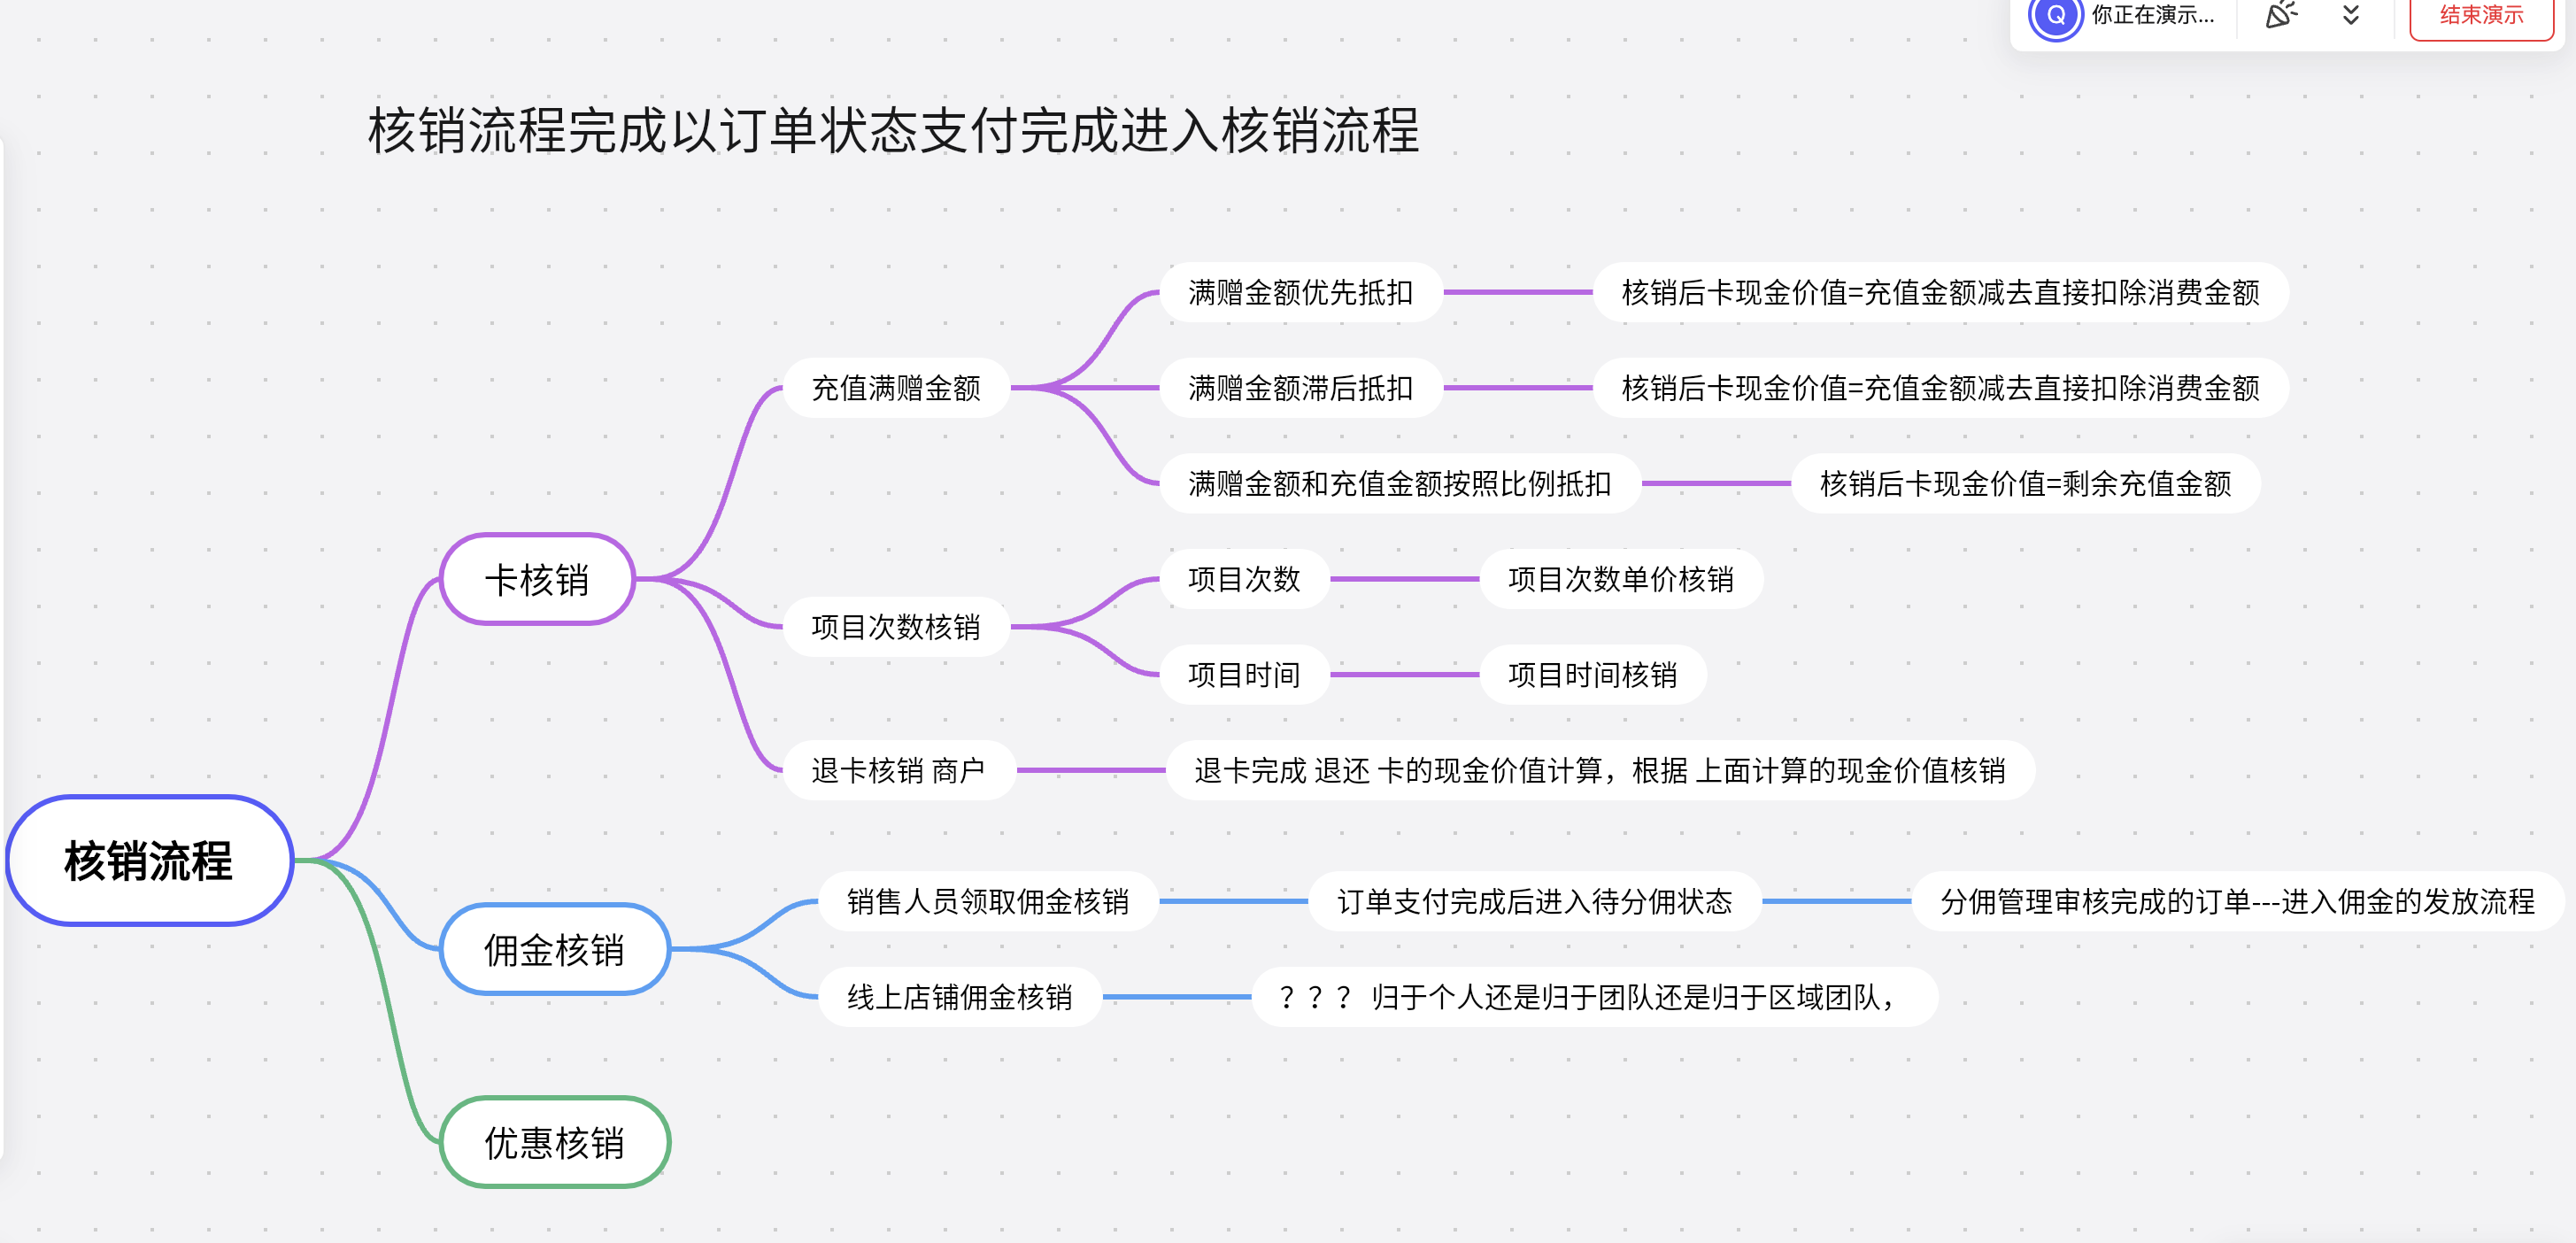 你正在演示...
结束演示
核销流程完成以订单状态支付完成进入核销流程
满赠金额优先抵扣
核销后卡现金价值=充值金额减去直接扣除消费金额
充值满赠金额
满赠金额滞后抵扣
核销后卡现金价值=充值金额减去直接扣除消费金额
满赠金额和充值金额按照比例抵扣
核销后卡现金价值=剩余充值金额
卡核销
项目次数
项目次数单价核销
项目次数核销
项目时间
项目时间核销
退卡核销 商户
退卡完成 退还 卡的现金价值计算，根据 上面计算的现金价值核销
核销流程
销售人员领取佣金核销
订单支付完成后进入待分佣状态
分佣管理审核完成的订单---进入佣金的发放流程
佣金核销
线上店铺佣金核销
？？？ 归于个人还是归于团队还是归于区域团队，
优惠核销
Q